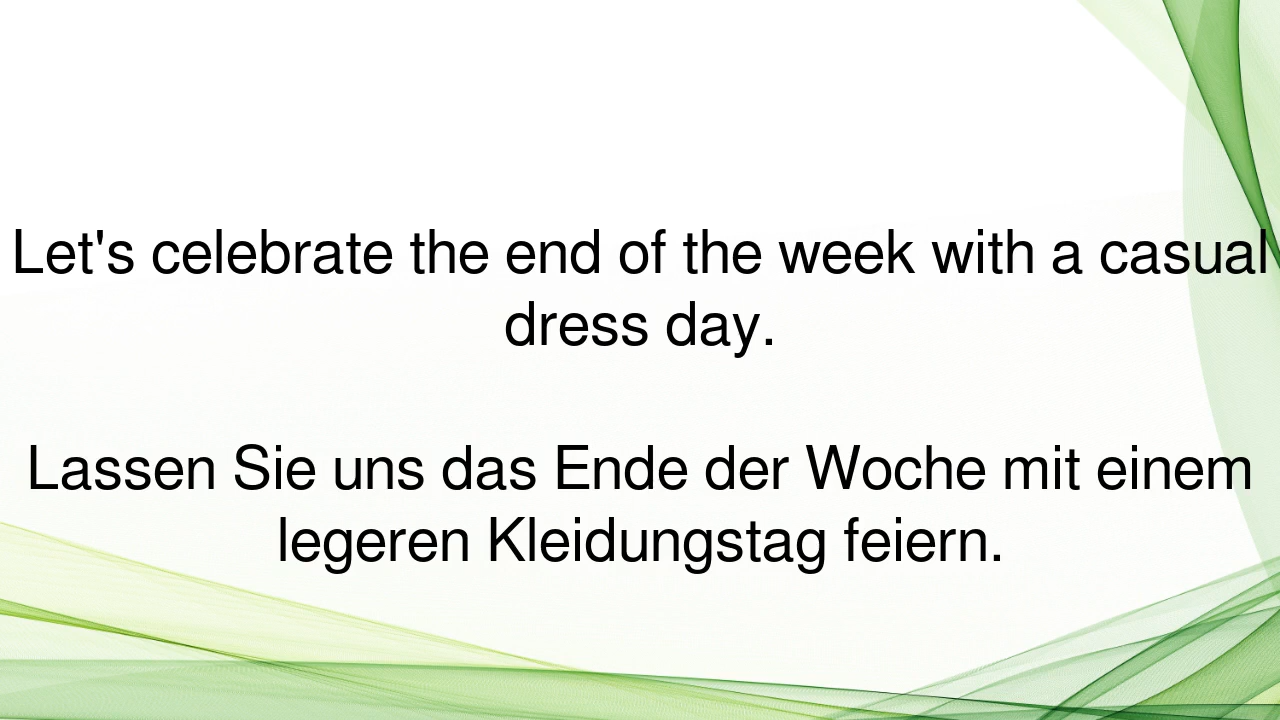 Let's celebrate the end of the week with a casual
dress day.
Lassen Sie uns das Ende der Woche mit einem
legeren Kleidungstag feiern.